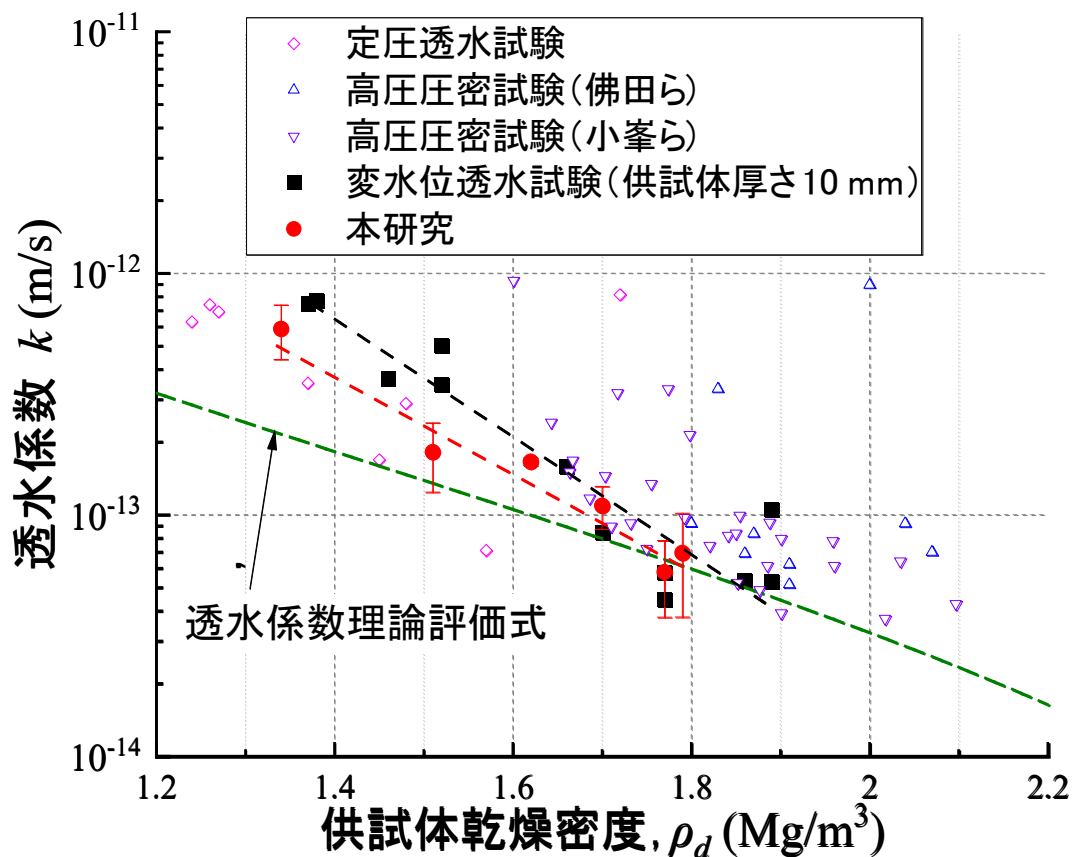 10-11
定圧透水試験
高圧圧密試験(佛田ら)
高圧圧密試験(小峯ら)
変水位透水試験(供試体厚さ10 mm)
本研究
10-12
透水係数 k (m/s)
10-13
透水係数理論評価式
10-14
1.2 1.4 1.6 1.8 2 2.2
供試体乾燥密度, ρd (Mg/m3)